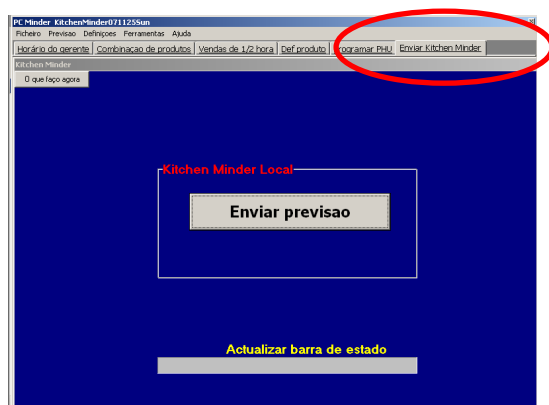 PC Minder KitchenMinder071125Sun
Ficheiro Previsao Definiçoes Ferramentas Ajuda
Horário do gerente Combinaçao de produtos Vendas de 1/2 hora Def produto Programar PHU Enviar Kitchen Minder
Kitchen Minder
O que faço agora
Kitchen Minder Local
Enviar previsao
Actualizar barra de estado